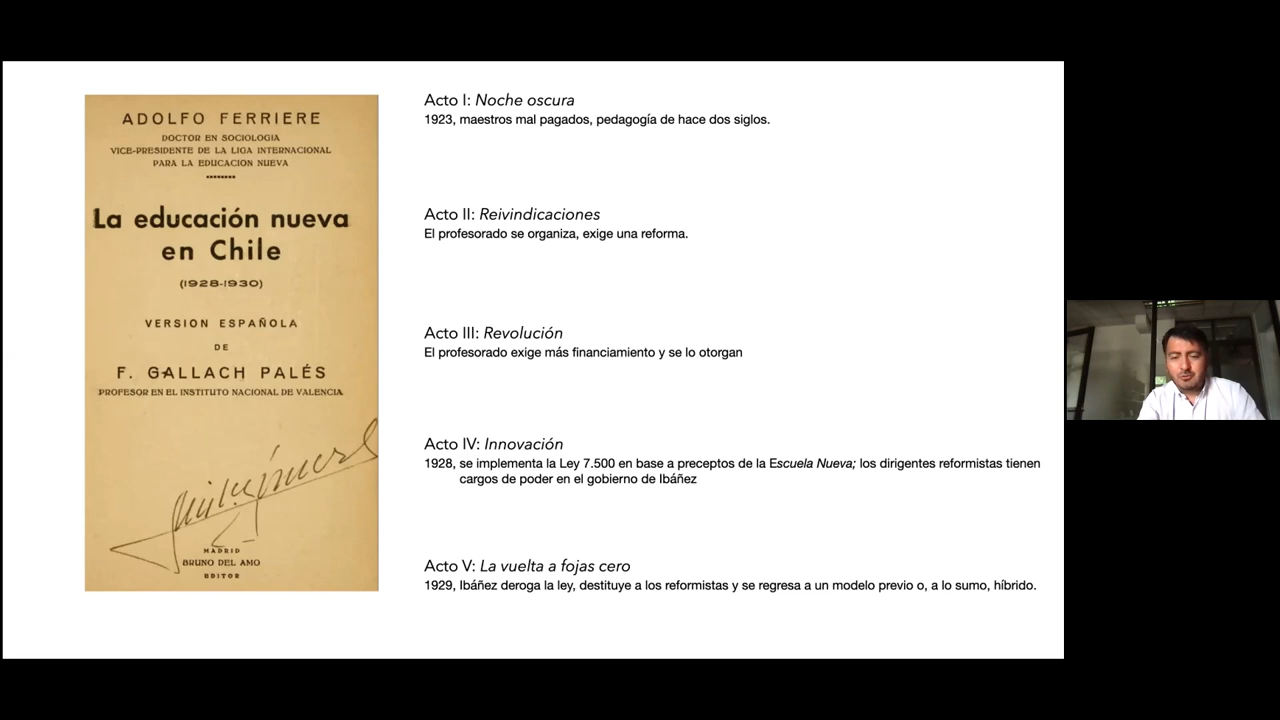 ADOLFO FERRIERE
DOCTOR EN SOCIOLOGIA
VICE-PRESIDENTE DE LA LIGA INTERNACIONAL
PARA LA EDUCACION NUEVA
La educación nueva
en Chile
(1928-1930)
VERSION ESPAÑOLA
DE
F. GALLACH PALÉS
PROFESOR EN EL INSTITUTO NACIONAL DE VALENCIA
MADRID
BRUNO DEL AMO
EDITOR
Acto I: Noche oscura
1923, maestros mal pagados, pedagogía de hace dos siglos.
Acto II: Reivindicaciones
El profesorado se organiza, exige una reforma.
Acto III: Revolución
El profesorado exige más financiamiento y se lo otorgan
Acto IV: Innovación
1928, se implementa la Ley 7.500 en base a preceptos de la Escuela Nueva; los dirigentes reformistas tienen
cargos de poder en el gobierno de Ibáñez
Acto V: La vuelta a fojas cero
1929, Ibáñez deroga la ley, destituye a los reformistas y se regresa a un modelo previo o, a lo sumo, híbrido.